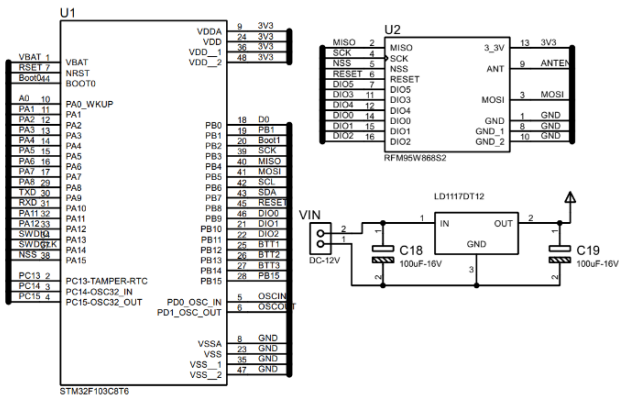 U1
VBAT 1 VBAT
RSET 7 NRST
Boot0 44 BOOT0
A0 10 PA0_WKUP
PA1 11 PA1
PA2 12 PA2
PA3 13 PA3
PA4 14 PA4
PA5 15 PA5
PA6 16 PA6
PA7 17 PA7
PA8 29 PA8
TXD 30 PA9
RXD 31 PA10
PA11 32 PA11
PA12 33 PA12
PA13
PA14
NSS 38 PA15
PC13 2 PC13-TAMPER-RTC
PC14 3 PC14-OSC32_IN
PC15 4 PC15-OSC32_OUT
VDDA 9 3V3
VDD 24 3V3
VDD__1 36 3V3
VDD__2 48 3V3
PB0 18 D0
PB1 19 PB1
PB2 20 Boot1
PB3 39 SCK
PB4 40 MISO
PB5 41 MOSI
PB6 42 SCL
PB7 43 SDA
PB8 45 RESET
PB9 46 DIO0
PB10 21 DIO1
PB11 22 DIO2
PB12 25 BTT1
PB13 26 BTT2
PB14 27 BTT3
PB15 28 PB15
PD0_OSC_IN 5 OSCIN
PD1_OSC_OUT 6 OSCOUT
VSSA 8 GND
VSS 23 GND
VSS__1 35 GND
VSS__2 47 GND
STM32F103C8T6
U2
MISO 2 MISO
SCK 4 SCK
NSS 5 NSS
RESET 6 RESET
DIO5 7 DIO5
DIO3 11 DIO3
DIO4 12 DIO4
DIO0 14 DIO0
DIO1 15 DIO1
DIO2 16 DIO2
3_3V 13 3V3
ANT 9 ANTEN
MOSI 3 MOSI
GND 1 GND
GND_1 8 GND
GND_2 10 GND
RFM95W868S2
LD1117DT12
VIN
2
1
DC-12V
1 IN OUT 2
GND
3
1
C18
100uF-16V
2
1
C19
100uF-16V
2